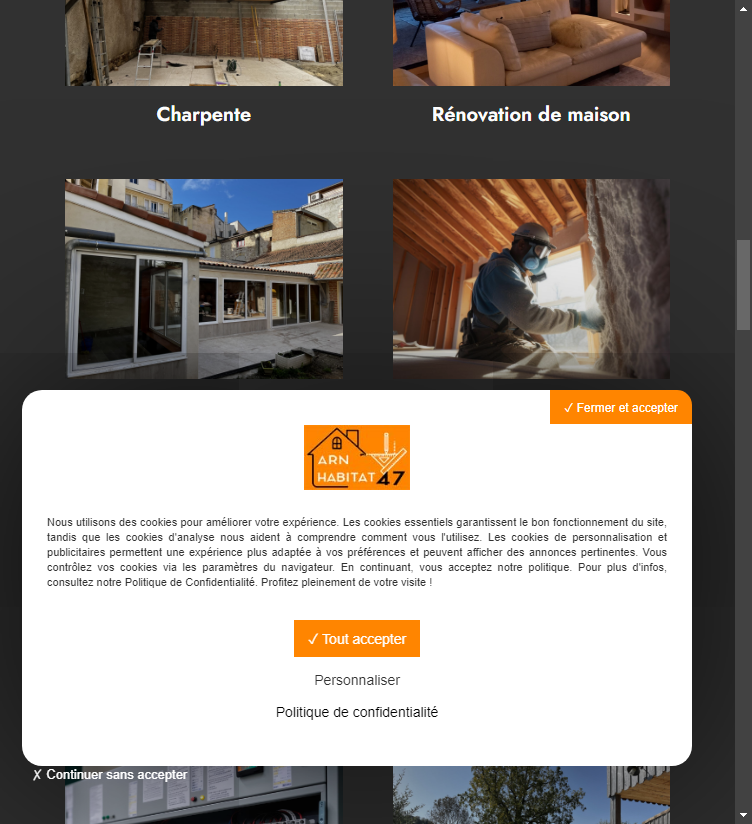 Charpente
Rénovation de maison
✓ Fermer et accepter
ARN
HABITAT 47
Nous utilisons des cookies pour améliorer votre expérience. Les cookies essentiels garantissent le bon fonctionnement du site,
tandis que les cookies d'analyse nous aident à comprendre comment vous l'utilisez. Les cookies de personnalisation et
publicitaires permettent une expérience plus adaptée à vos préférences et peuvent afficher des annonces pertinentes. Vous
contrôlez vos cookies via les paramètres du navigateur. En continuant, vous acceptez notre politique. Pour plus d'infos,
consultez notre Politique de Confidentialité. Profitez pleinement de votre visite !
✓ Tout accepter
Personnaliser
Politique de confidentialité
✗ Continuer sans accepter